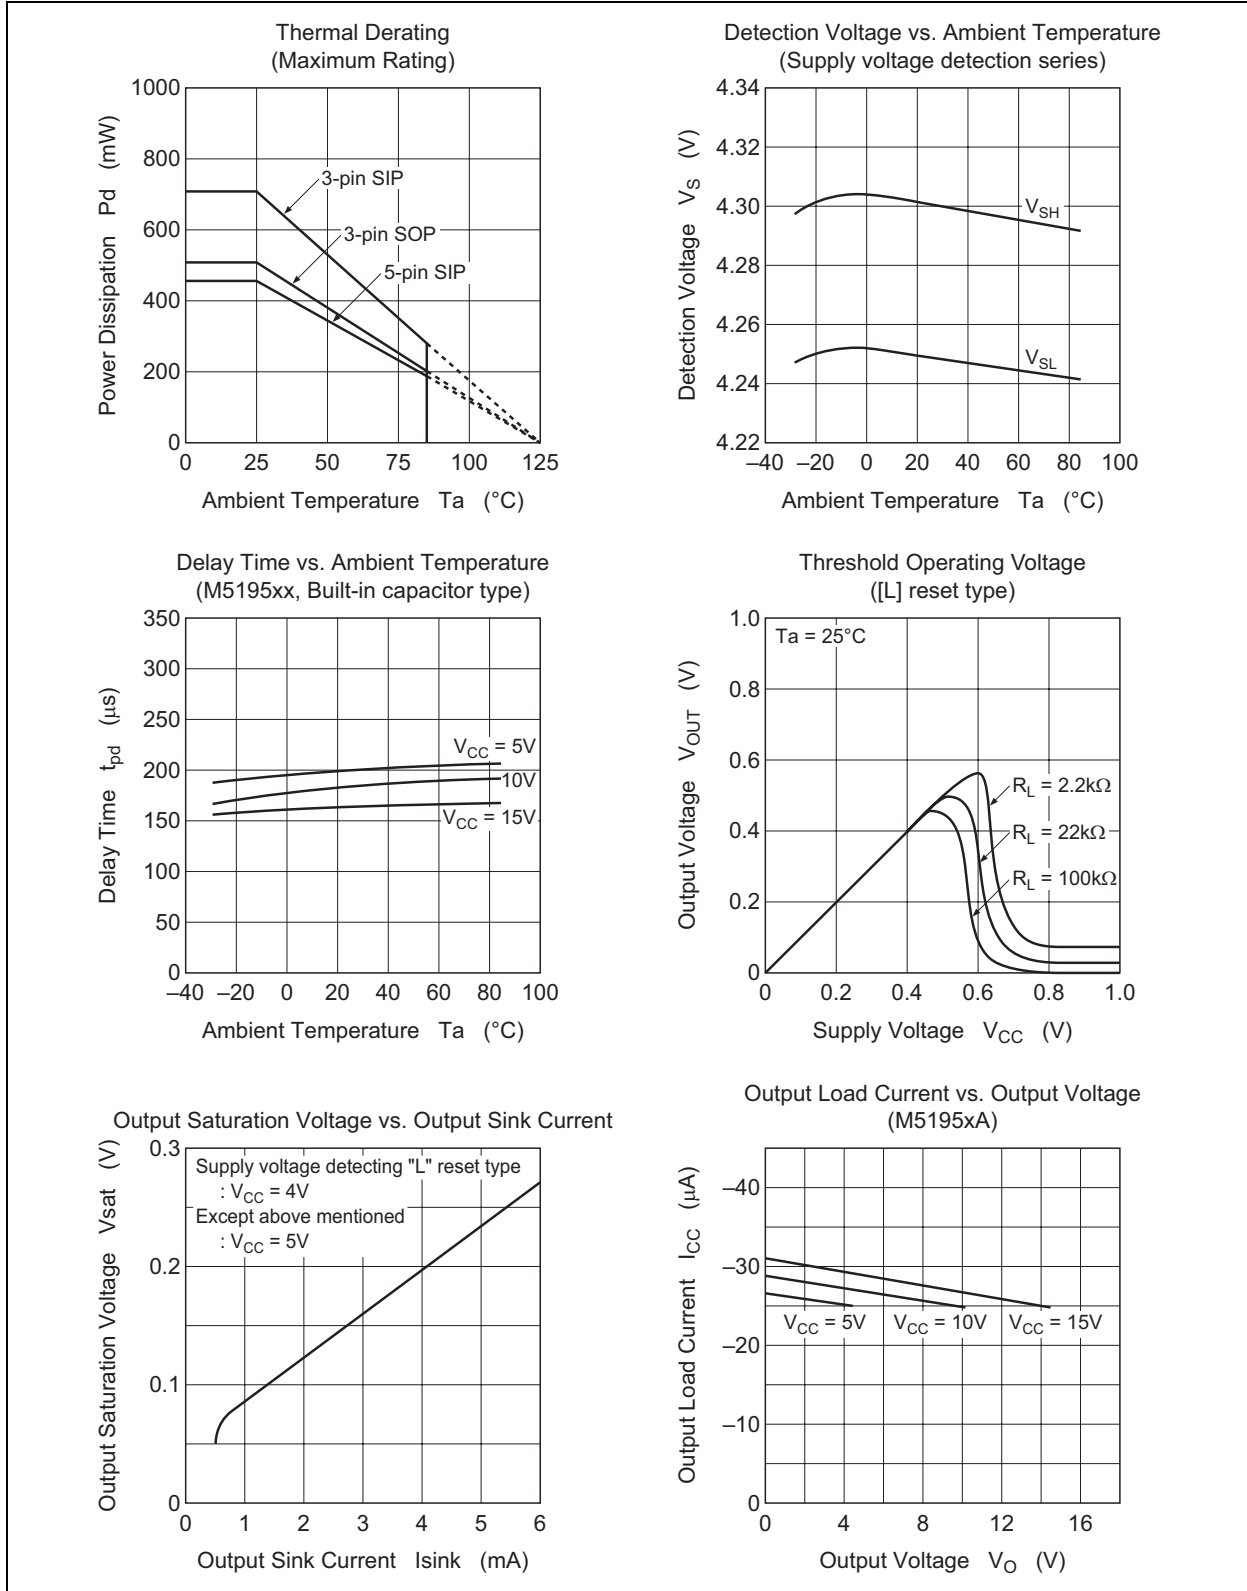 Thermal Derating
(Maximum Rating)
Power Dissipation Pd (mW)
1000
800
600
400
200
0
3-pin SIP
3-pin SOP
5-pin SIP
0 25 50 75 100 125
Ambient Temperature Ta (°C)
Detection Voltage vs. Ambient Temperature
(Supply voltage detection series)
Detection Voltage VS (V)
4.34
4.32
4.30
4.28
4.26
4.24
4.22
VSH
VSL
–40 –20 0 20 40 60 80 100
Ambient Temperature Ta (°C)
Delay Time vs. Ambient Temperature
(M5195xx, Built-in capacitor type)
Delay Time tpd (μs)
350
300
250
200
150
100
50
0
VCC = 5V
10V
VCC = 15V
–40 –20 0 20 40 60 80 100
Ambient Temperature Ta (°C)
Threshold Operating Voltage
([L] reset type)
Output Voltage VOUT (V)
1.0
0.8
0.6
0.4
0.2
0
Ta = 25°C
RL = 2.2kΩ
RL = 22kΩ
RL = 100kΩ
0 0.2 0.4 0.6 0.8 1.0
Supply Voltage VCC (V)
Output Saturation Voltage vs. Output Sink Current
Output Saturation Voltage Vsat (V)
0.3
0.2
0.1
0
Supply voltage detecting "L" reset type
: VCC = 4V
Except above mentioned
: VCC = 5V
0 1 2 3 4 5 6
Output Sink Current Isink (mA)
Output Load Current vs. Output Voltage
(M5195xA)
Output Load Current ICC (μA)
–40
–30
–20
–10
0
VCC = 5V
VCC = 10V
VCC = 15V
0 4 8 12 16
Output Voltage VO (V)